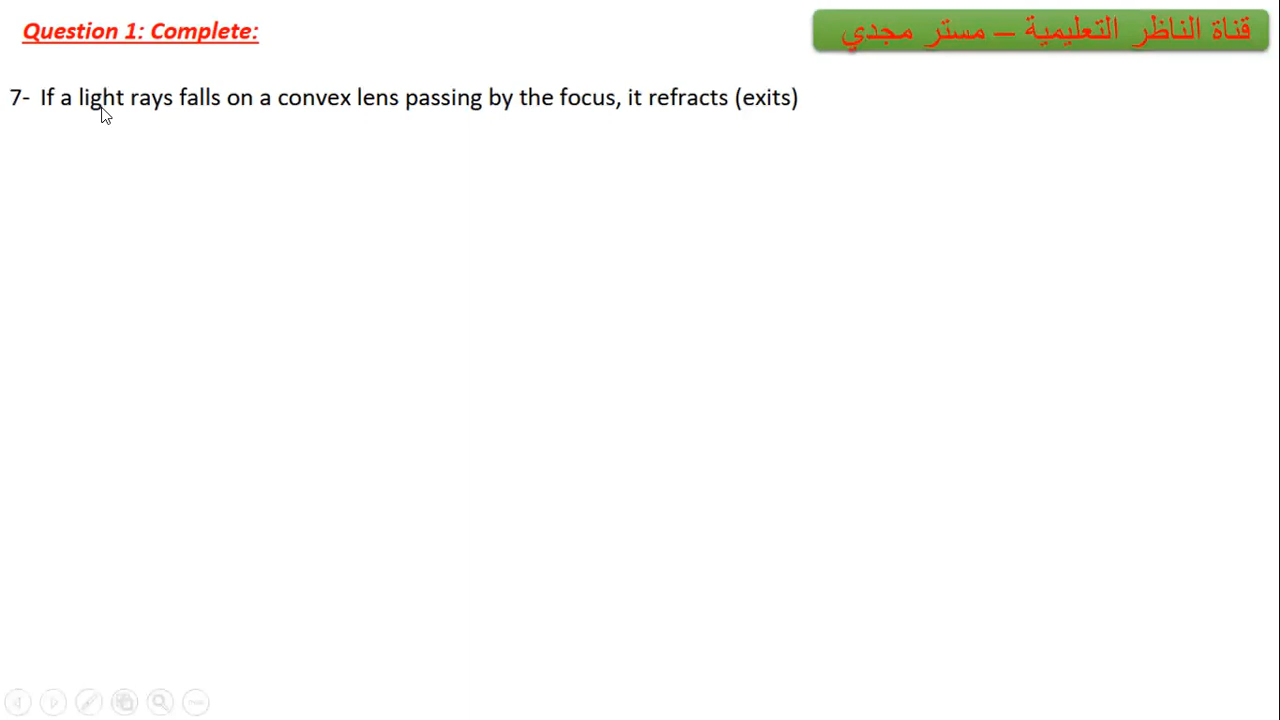 Question 1: Complete:
قناة الناظر التعليمية – مستر مجدي
7- If a light rays falls on a convex lens passing by the focus, it refracts (exits)